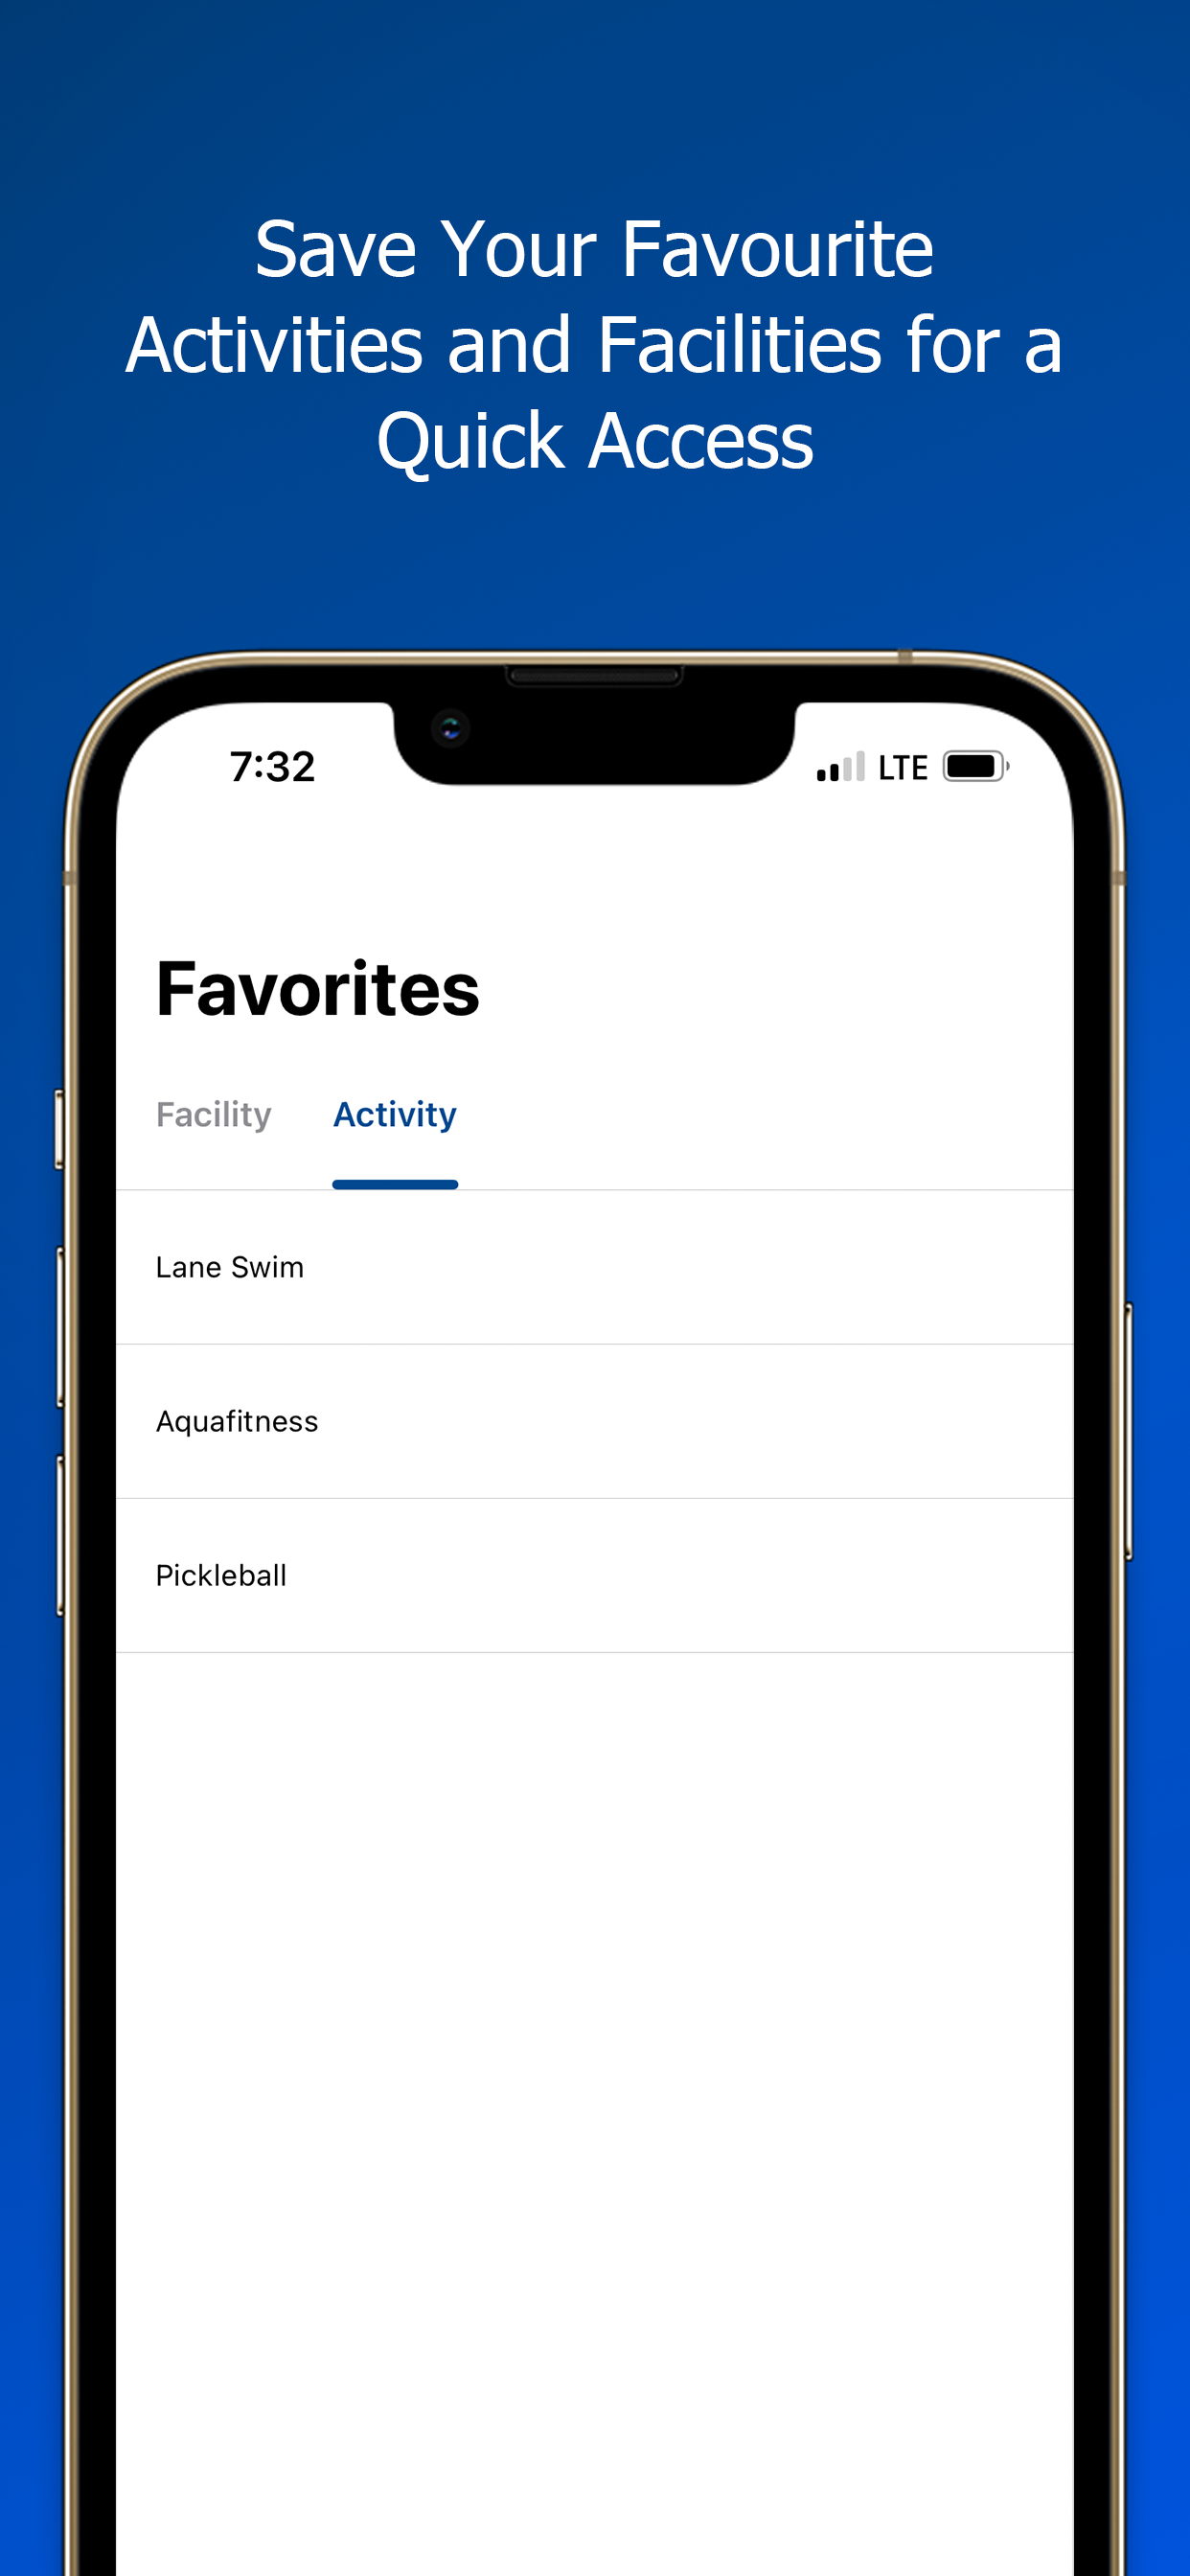 Save Your Favourite
Activities and Facilities for a
Quick Access
7:32 LTE
Favorites
Facility Activity
Lane Swim
Aquafitness
Pickleball